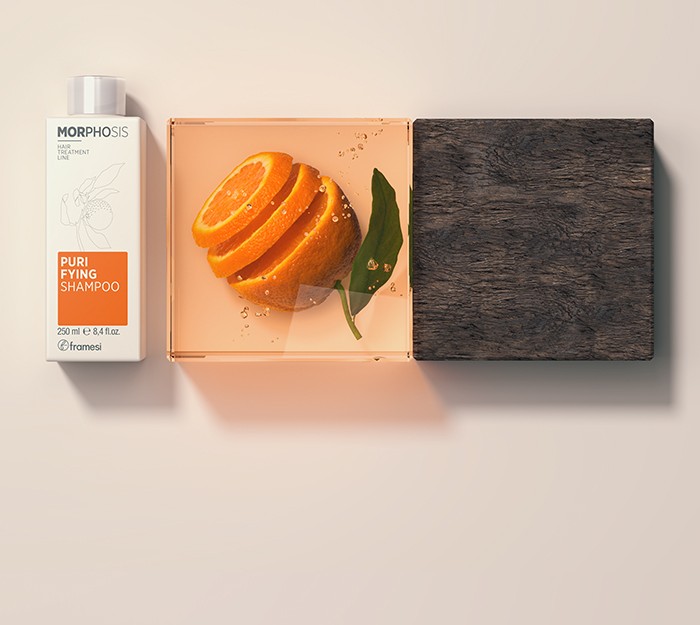 MORPHOSIS
HAIR
TREATMENT
LINE
PURI
FYING
SHAMPOO
250 ml ℮ 8,4 fl.oz.
framesi